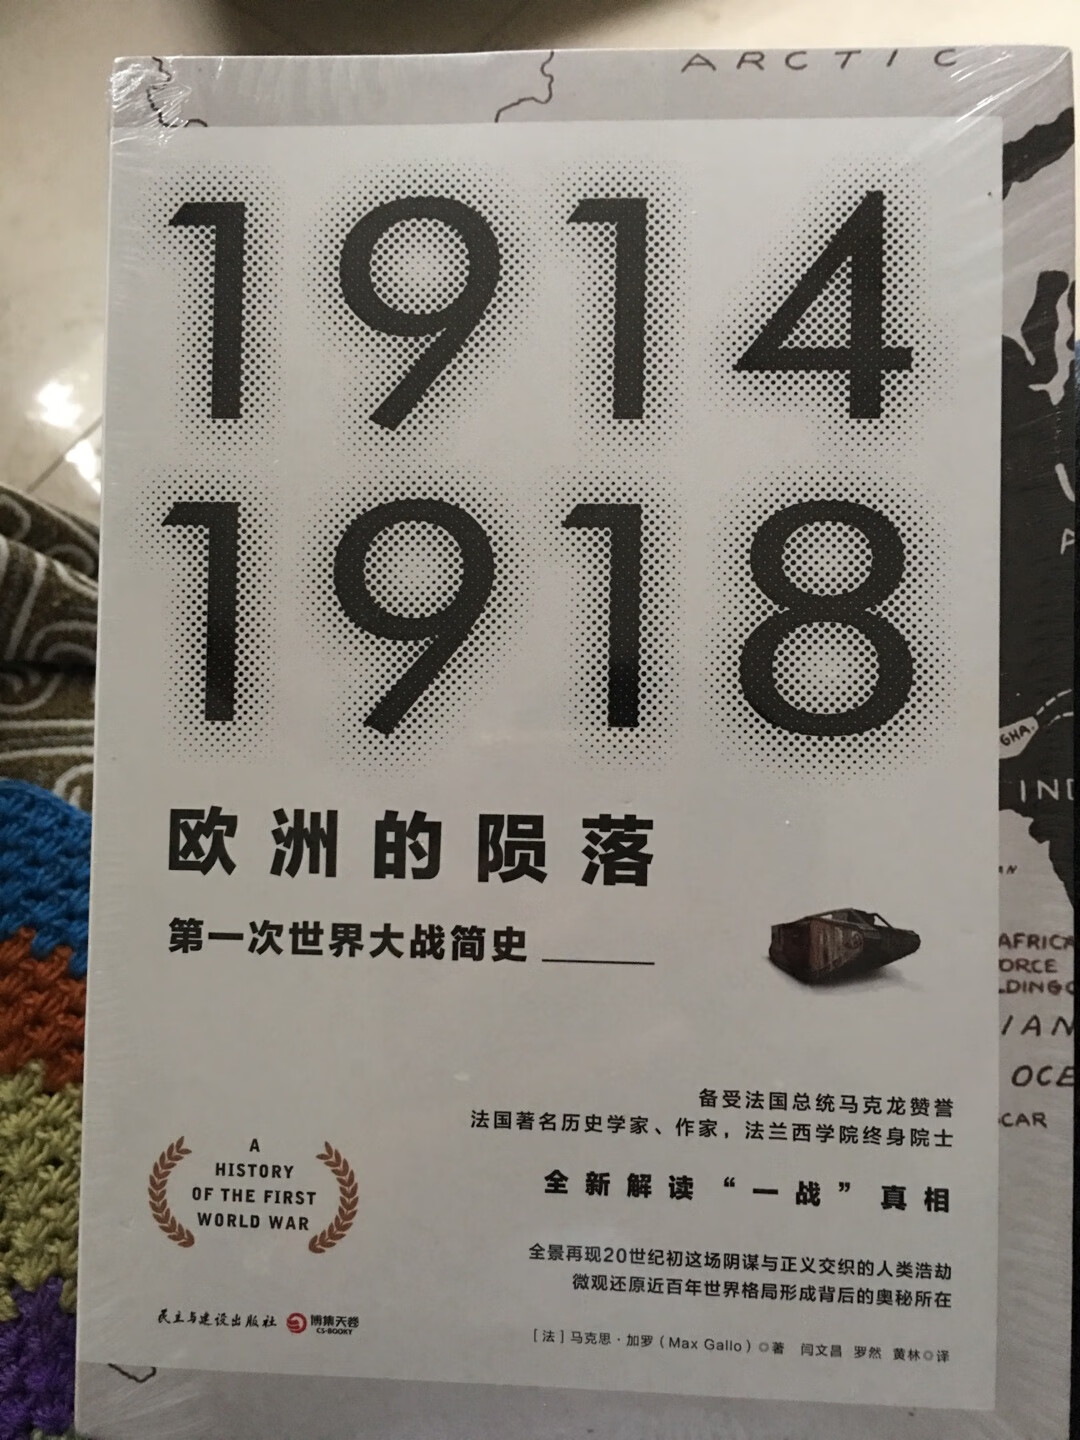 ARCTIC
1914
1918
欧洲的陨落
第一次世界大战简史
备受法国总统马克龙赞誉
法国著名历史学家、作家，法兰西学院终身院士
全新解读“一战”真相
A
HISTORY
OF THE FIRST
WORLD WAR
全景再现20世纪初这场阴谋与正义交织的人类浩劫
微观还原近百年世界格局形成背后的奥秘所在
民主与建设出版社 博集天卷
CS-BOOKY
[法]马克思·加罗（Max Gallo）◎著 闫文昌 罗然 黄林◎译
GHA.
IND
AFRICA
ORCE
LDING
IAN
OCE
SCAR